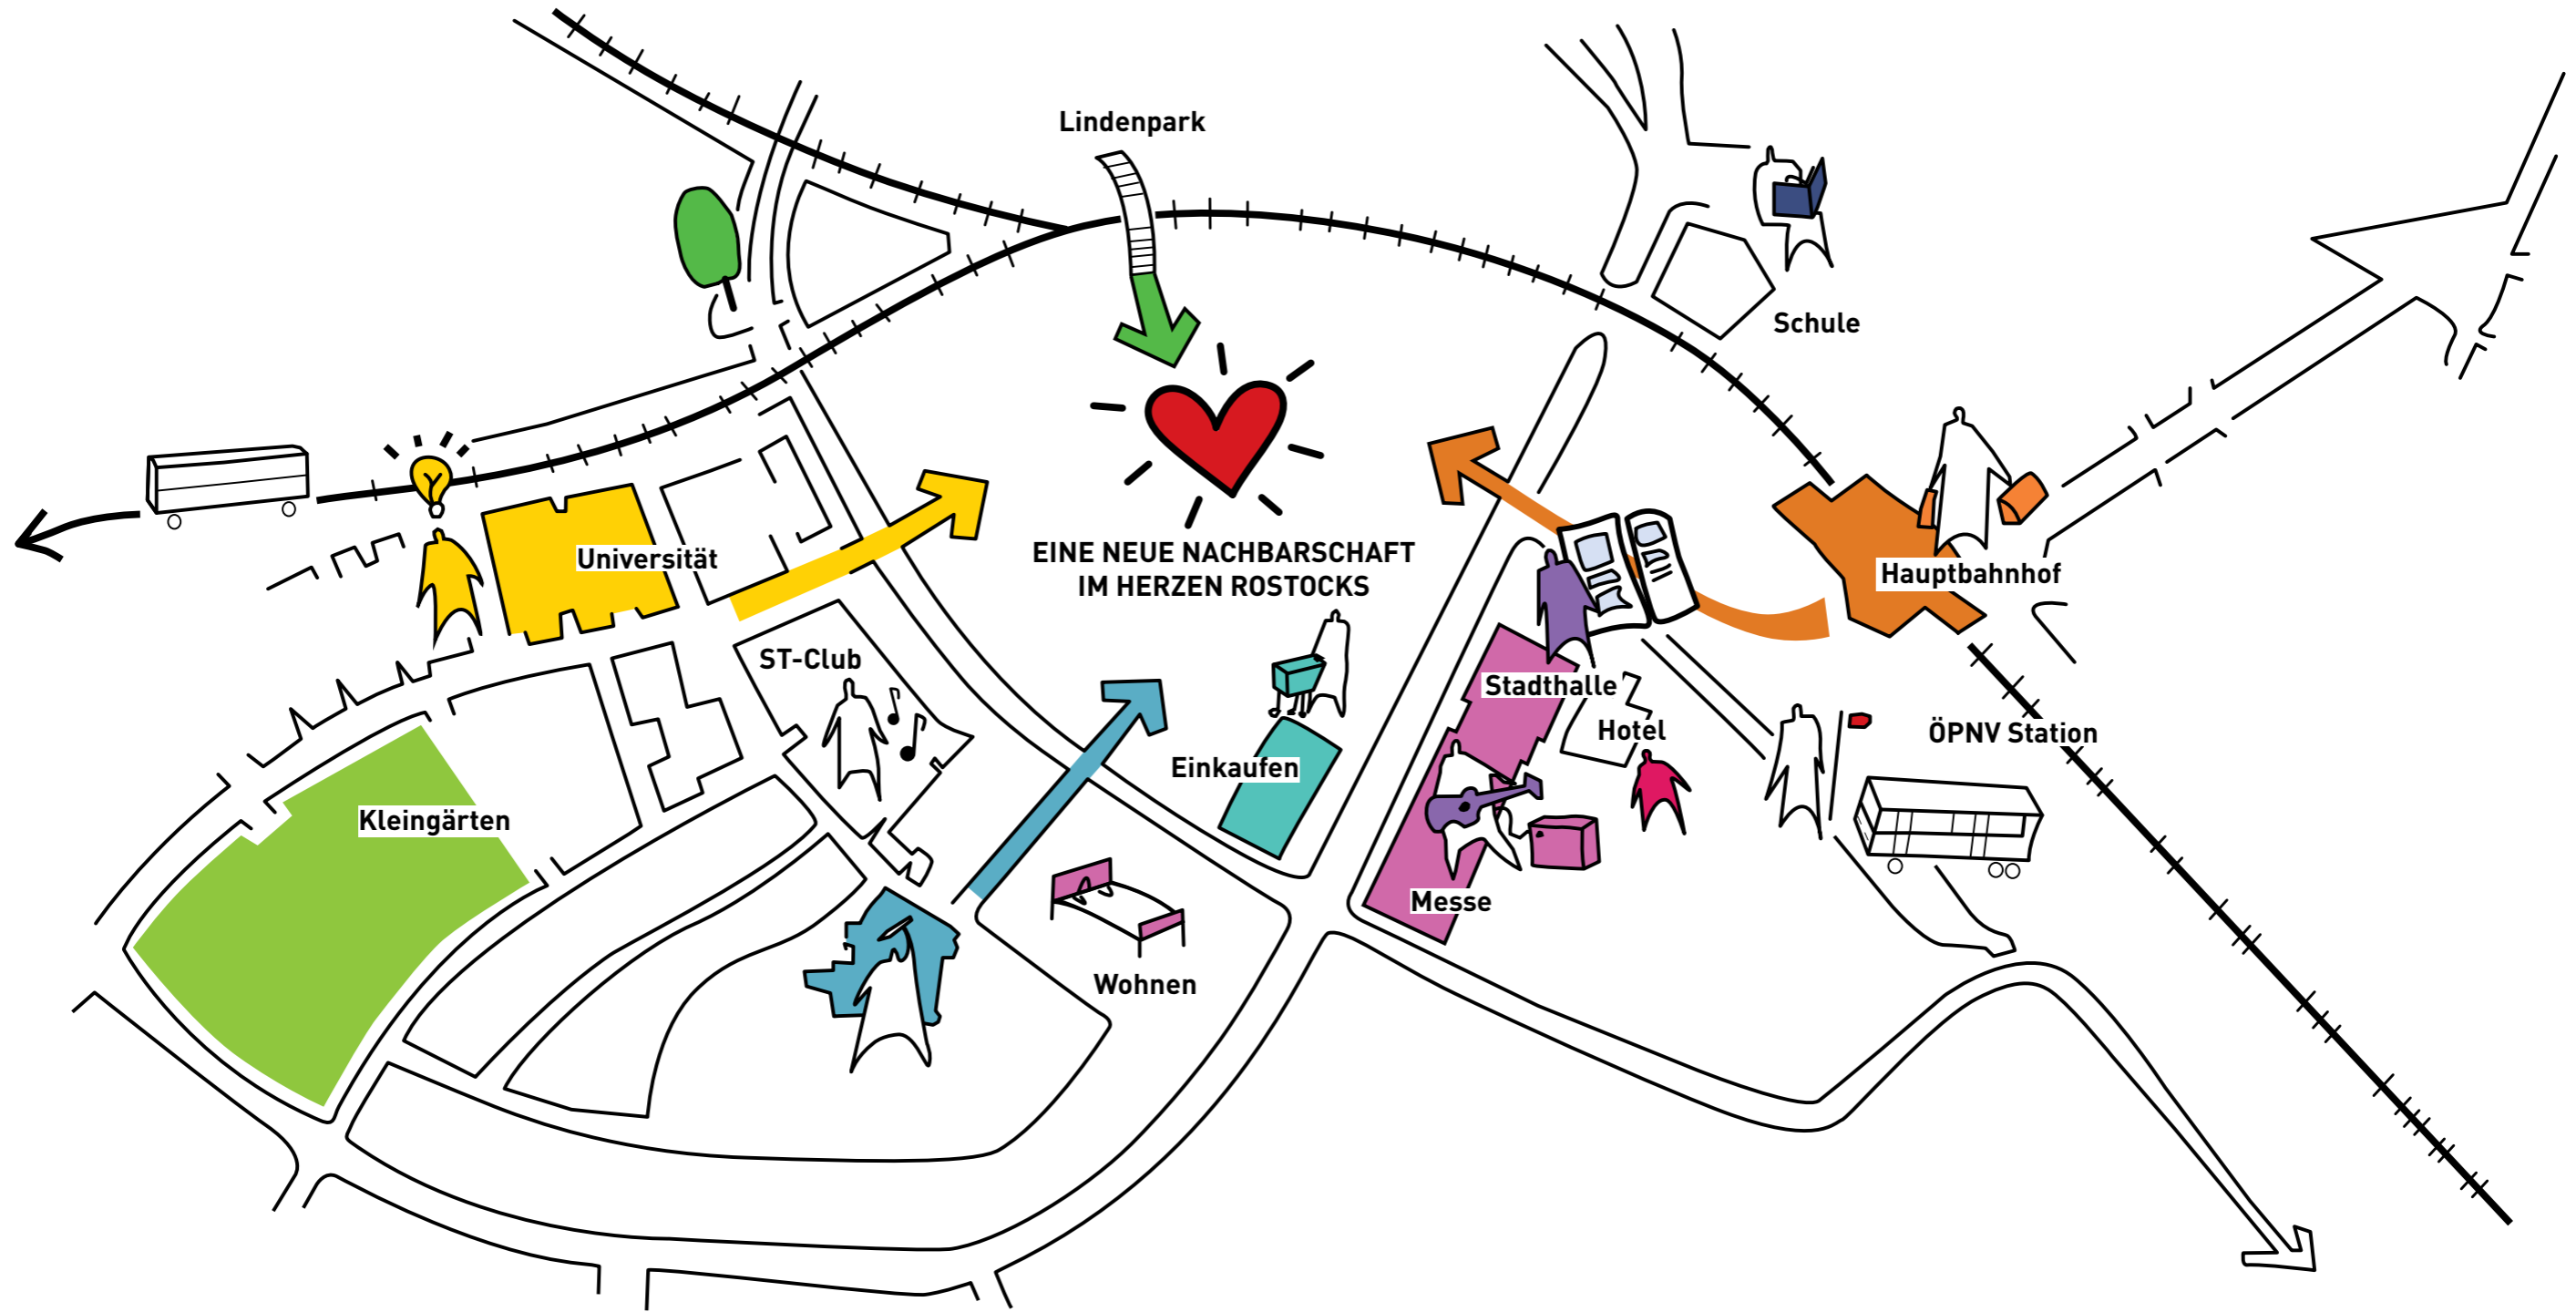 Lindenpark
Schule
EINE NEUE NACHBARSCHAFT
IM HERZEN ROSTOCKS
Universität
Hauptbahnhof
ST-Club
Stadthalle
Hotel
ÖPNV Station
Einkaufen
Kleingärten
Messe
Wohnen